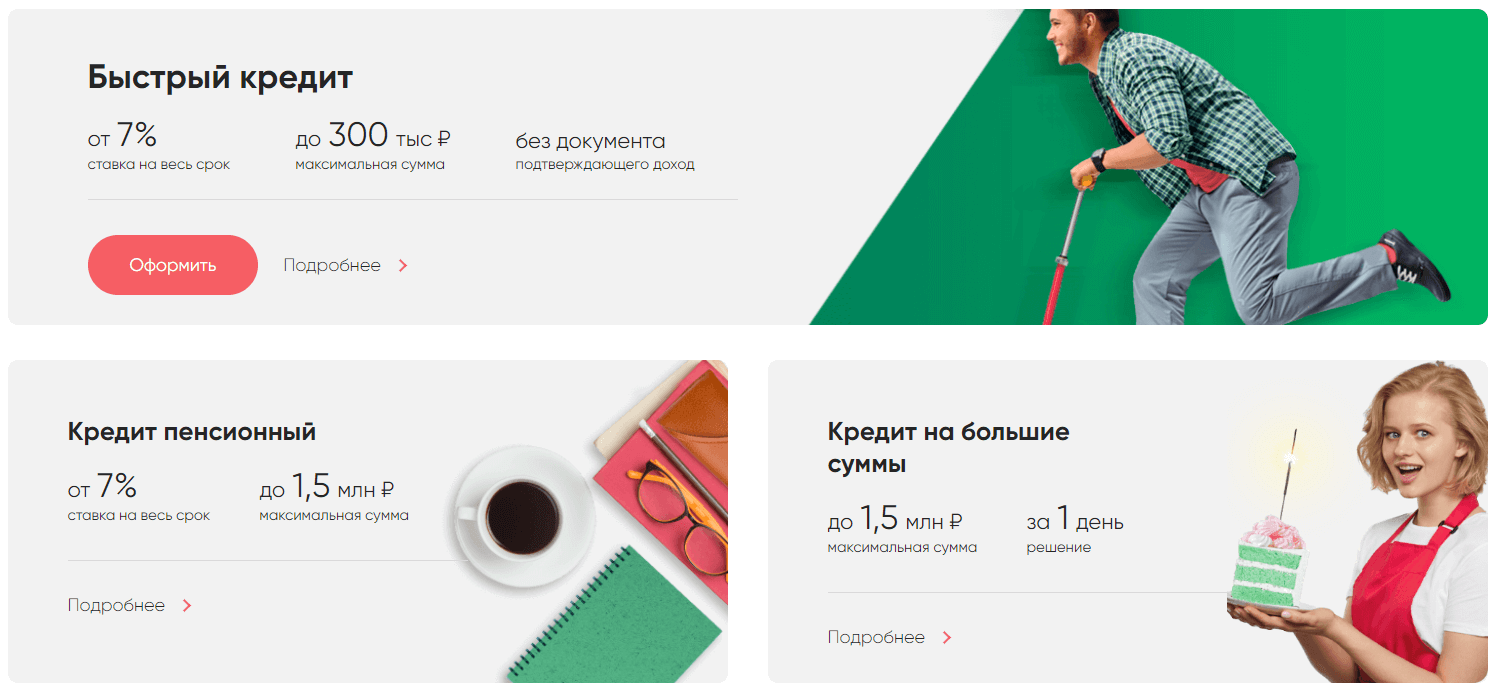 Быстрый кредит
от 7%
ставка на весь срок
до 300 тыс ₽
максимальная сумма
без документа
подтверждающего доход
Оформить
Подробнее
Кредит пенсионный
от 7%
ставка на весь срок
до 1,5 млн ₽
максимальная сумма
Подробнее
Кредит на большие
суммы
до 1,5 млн ₽
максимальная сумма
за 1 день
решение
Подробнее